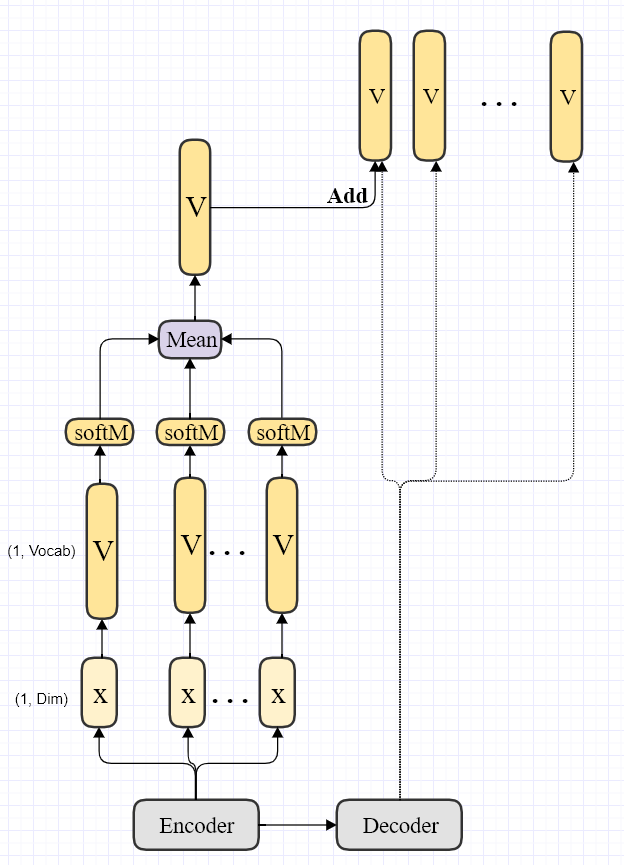 V V ... V
V
Add
Mean
softM softM softM
(1, Vocab) V V ... V
(1, Dim) x x ... x
Encoder Decoder